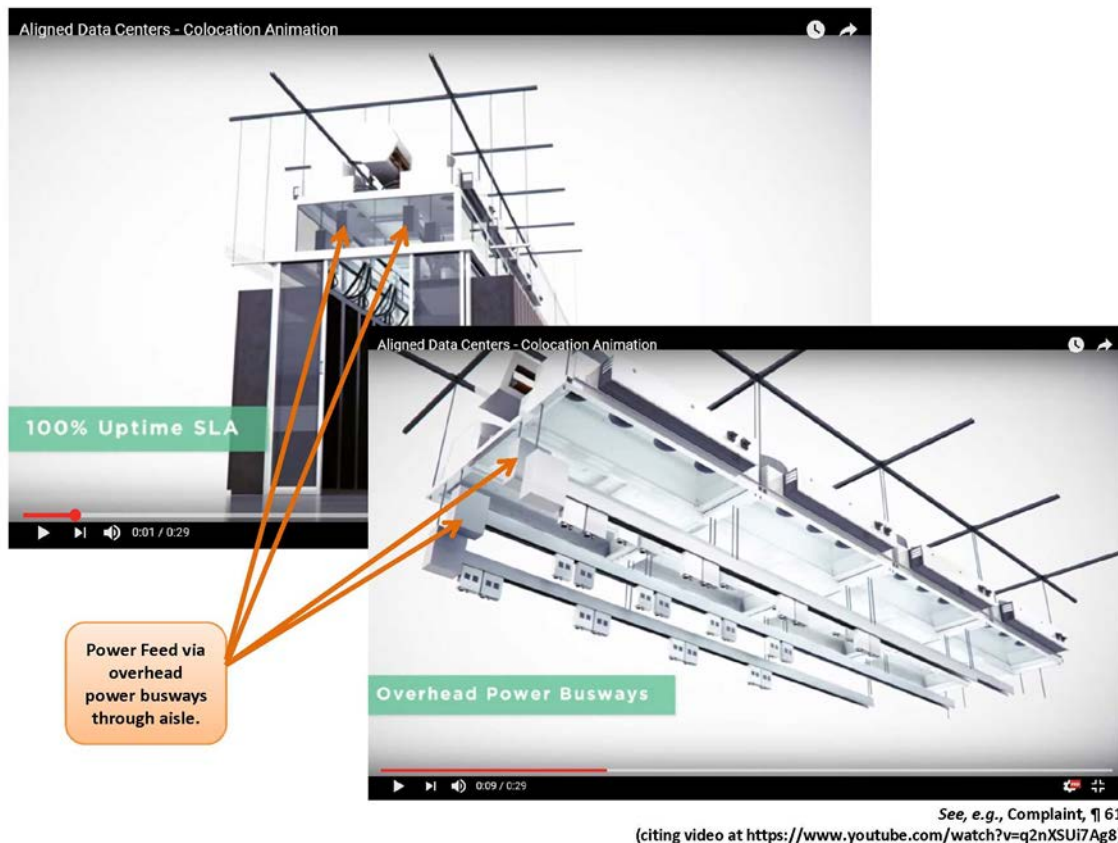 Aligned Data Centers - Colocation Animation
100% Uptime SLA
0:01 / 0:29
Aligned Data Centers - Colocation Animation
Overhead Power Busways
0:09 / 0:29
Power Feed via
overhead
power busways
through aisle.
See, e.g., Complaint, ¶ 61
(citing video at https://www.youtube.com/watch?v=q2nXSUi7Ag8